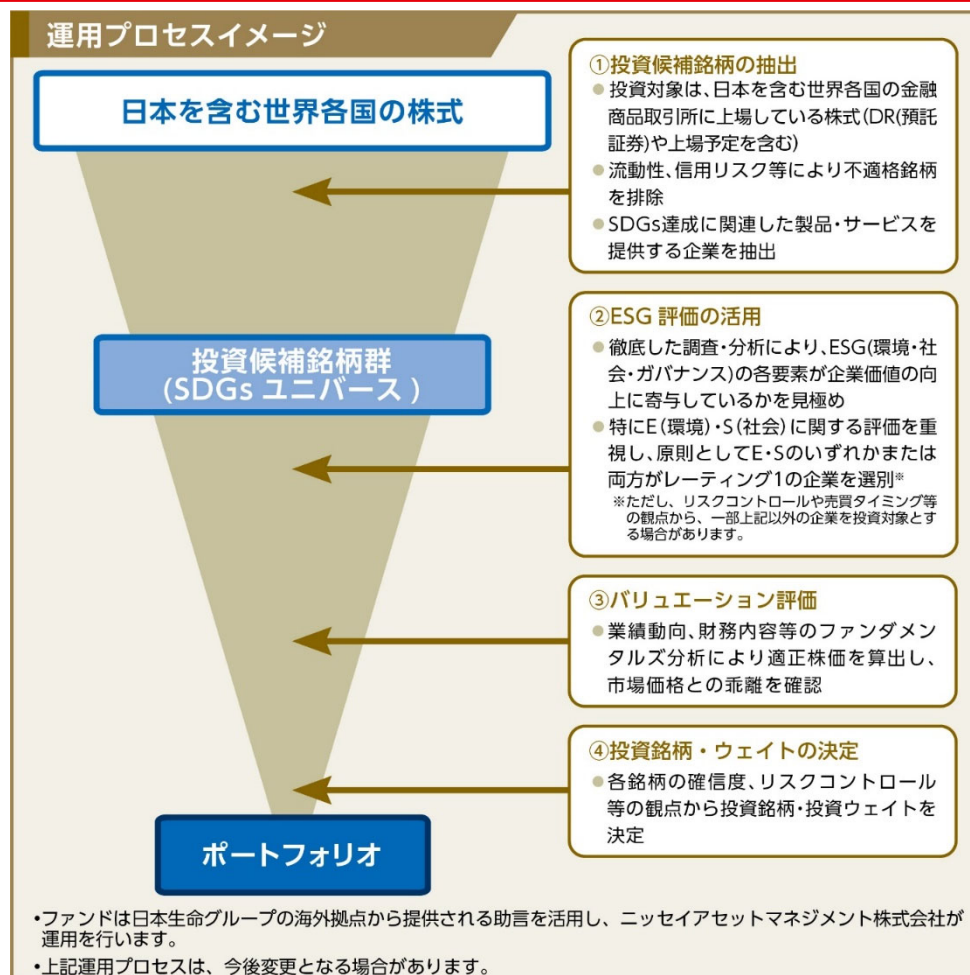 運用プロセスイメージ
日本を含む世界各国の株式
①投資候補銘柄の抽出
●投資対象は、日本を含む世界各国の金融
商品取引所に上場している株式(DR(預託
証券)や上場予定を含む)
●流動性、信用リスク等により不適格銘柄
を排除
●SDGs達成に関連した製品・サービスを
提供する企業を抽出
投資候補銘柄群
(SDGs ユニバース )
②ESG 評価の活用
●徹底した調査・分析により、ESG(環境・社
会・ガバナンス)の各要素が企業価値の向
上に寄与しているかを見極め
●特にE(環境)・S(社会)に関する評価を重
視し、原則としてE・Sのいずれかまたは
両方がレーティング1の企業を選別※
※ただし、リスクコントロールや売買タイミング等
の観点から、一部上記以外の企業を投資対象とす
る場合があります。
③バリュエーション評価
●業績動向、財務内容等のファンダメン
タルズ分析により適正株価を算出し、
市場価格との乖離を確認
④投資銘柄・ウェイトの決定
●各銘柄の確信度、リスクコントロール
等の観点から投資銘柄・投資ウェイトを
決定
ポートフォリオ
•ファンドは日本生命グループの海外拠点から提供される助言を活用し、ニッセイアセットマネジメント株式会社が
運用を行います。
•上記運用プロセスは、今後変更となる場合があります。